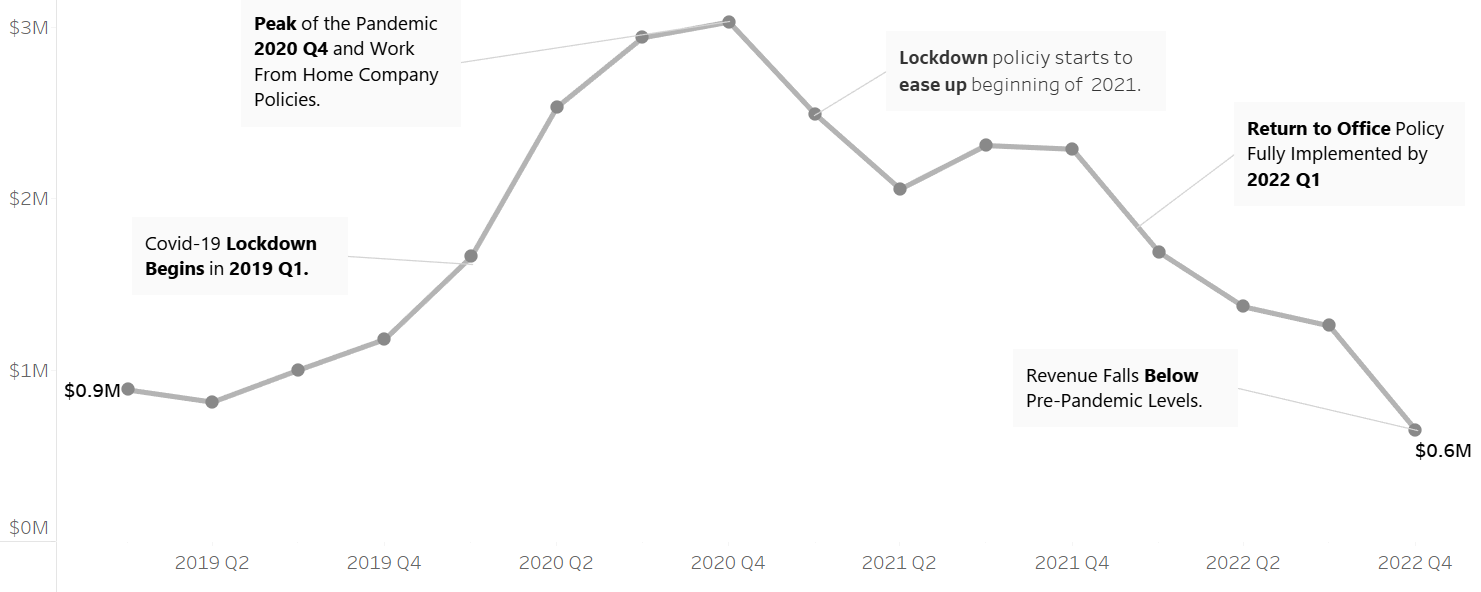 $3M
Peak of the Pandemic
2020 Q4 and Work
From Home Company
Policies.
Lockdown policiy starts to
ease up beginning of 2021.
Return to Office Policy
Fully Implemented by
2022 Q1
$2M
Covid-19 Lockdown
Begins in 2019 Q1.
$1M
$0.9M
Revenue Falls Below
Pre-Pandemic Levels.
$0.6M
$0M
2019 Q2
2019 Q4
2020 Q2
2020 Q4
2021 Q2
2021 Q4
2022 Q2
2022 Q4